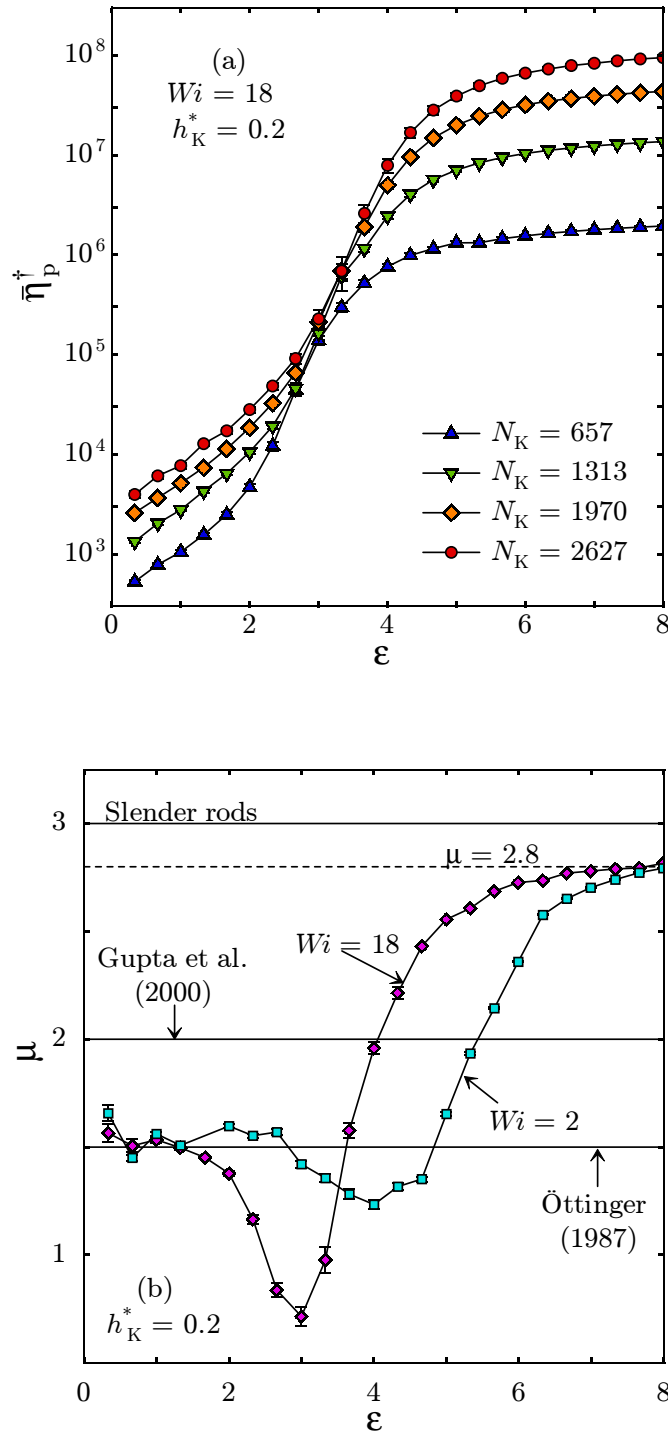 (a)
Wi = 18
h*K = 0.2
10^8
10^7
10^6
10^5
10^4
10^3
η̄p†
NK = 657
NK = 1313
NK = 1970
NK = 2627
0 2 4 6 8
ε
Slender rods
μ = 2.8
Wi = 18
Gupta et al.
(2000)
Wi = 2
Öttinger
(1987)
(b)
h*K = 0.2
3
2
1
μ
0 2 4 6 8
ε